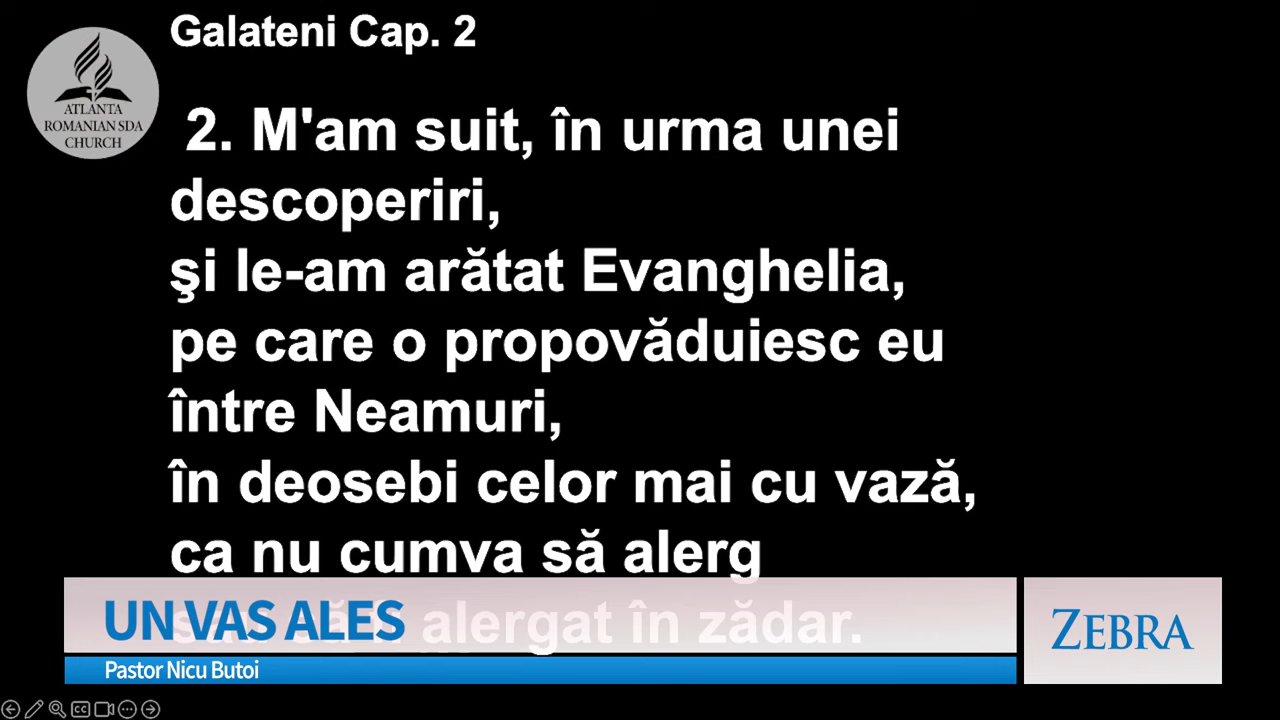 Galateni Cap. 2
ATLANTA
ROMANIAN SDA
CHURCH
2. M'am suit, în urma unei
descoperiri,
şi le-am arătat Evanghelia,
pe care o propovăduiesc eu
între Neamuri,
în deosebi celor mai cu vază,
ca nu cumva să alerg
alergat în zădar.
UN VAS ALES
Pastor Nicu Butoi
ZEBRA
CC